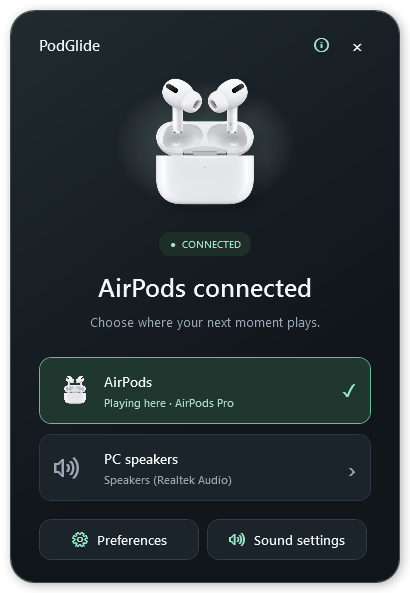 PodGlide
CONNECTED
AirPods connected
Choose where your next moment plays.
AirPods
Playing here · AirPods Pro
PC speakers
Speakers (Realtek Audio)
Preferences
Sound settings